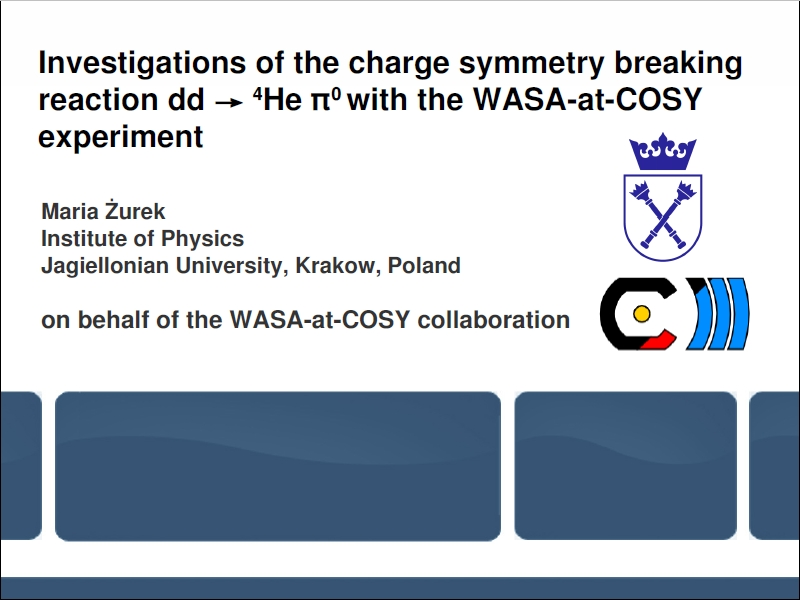 Investigations of the charge symmetry breaking
reaction dd → ⁴He π⁰ with the WASA-at-COSY
experiment
Maria Żurek
Institute of Physics
Jagiellonian University, Krakow, Poland
on behalf of the WASA-at-COSY collaboration